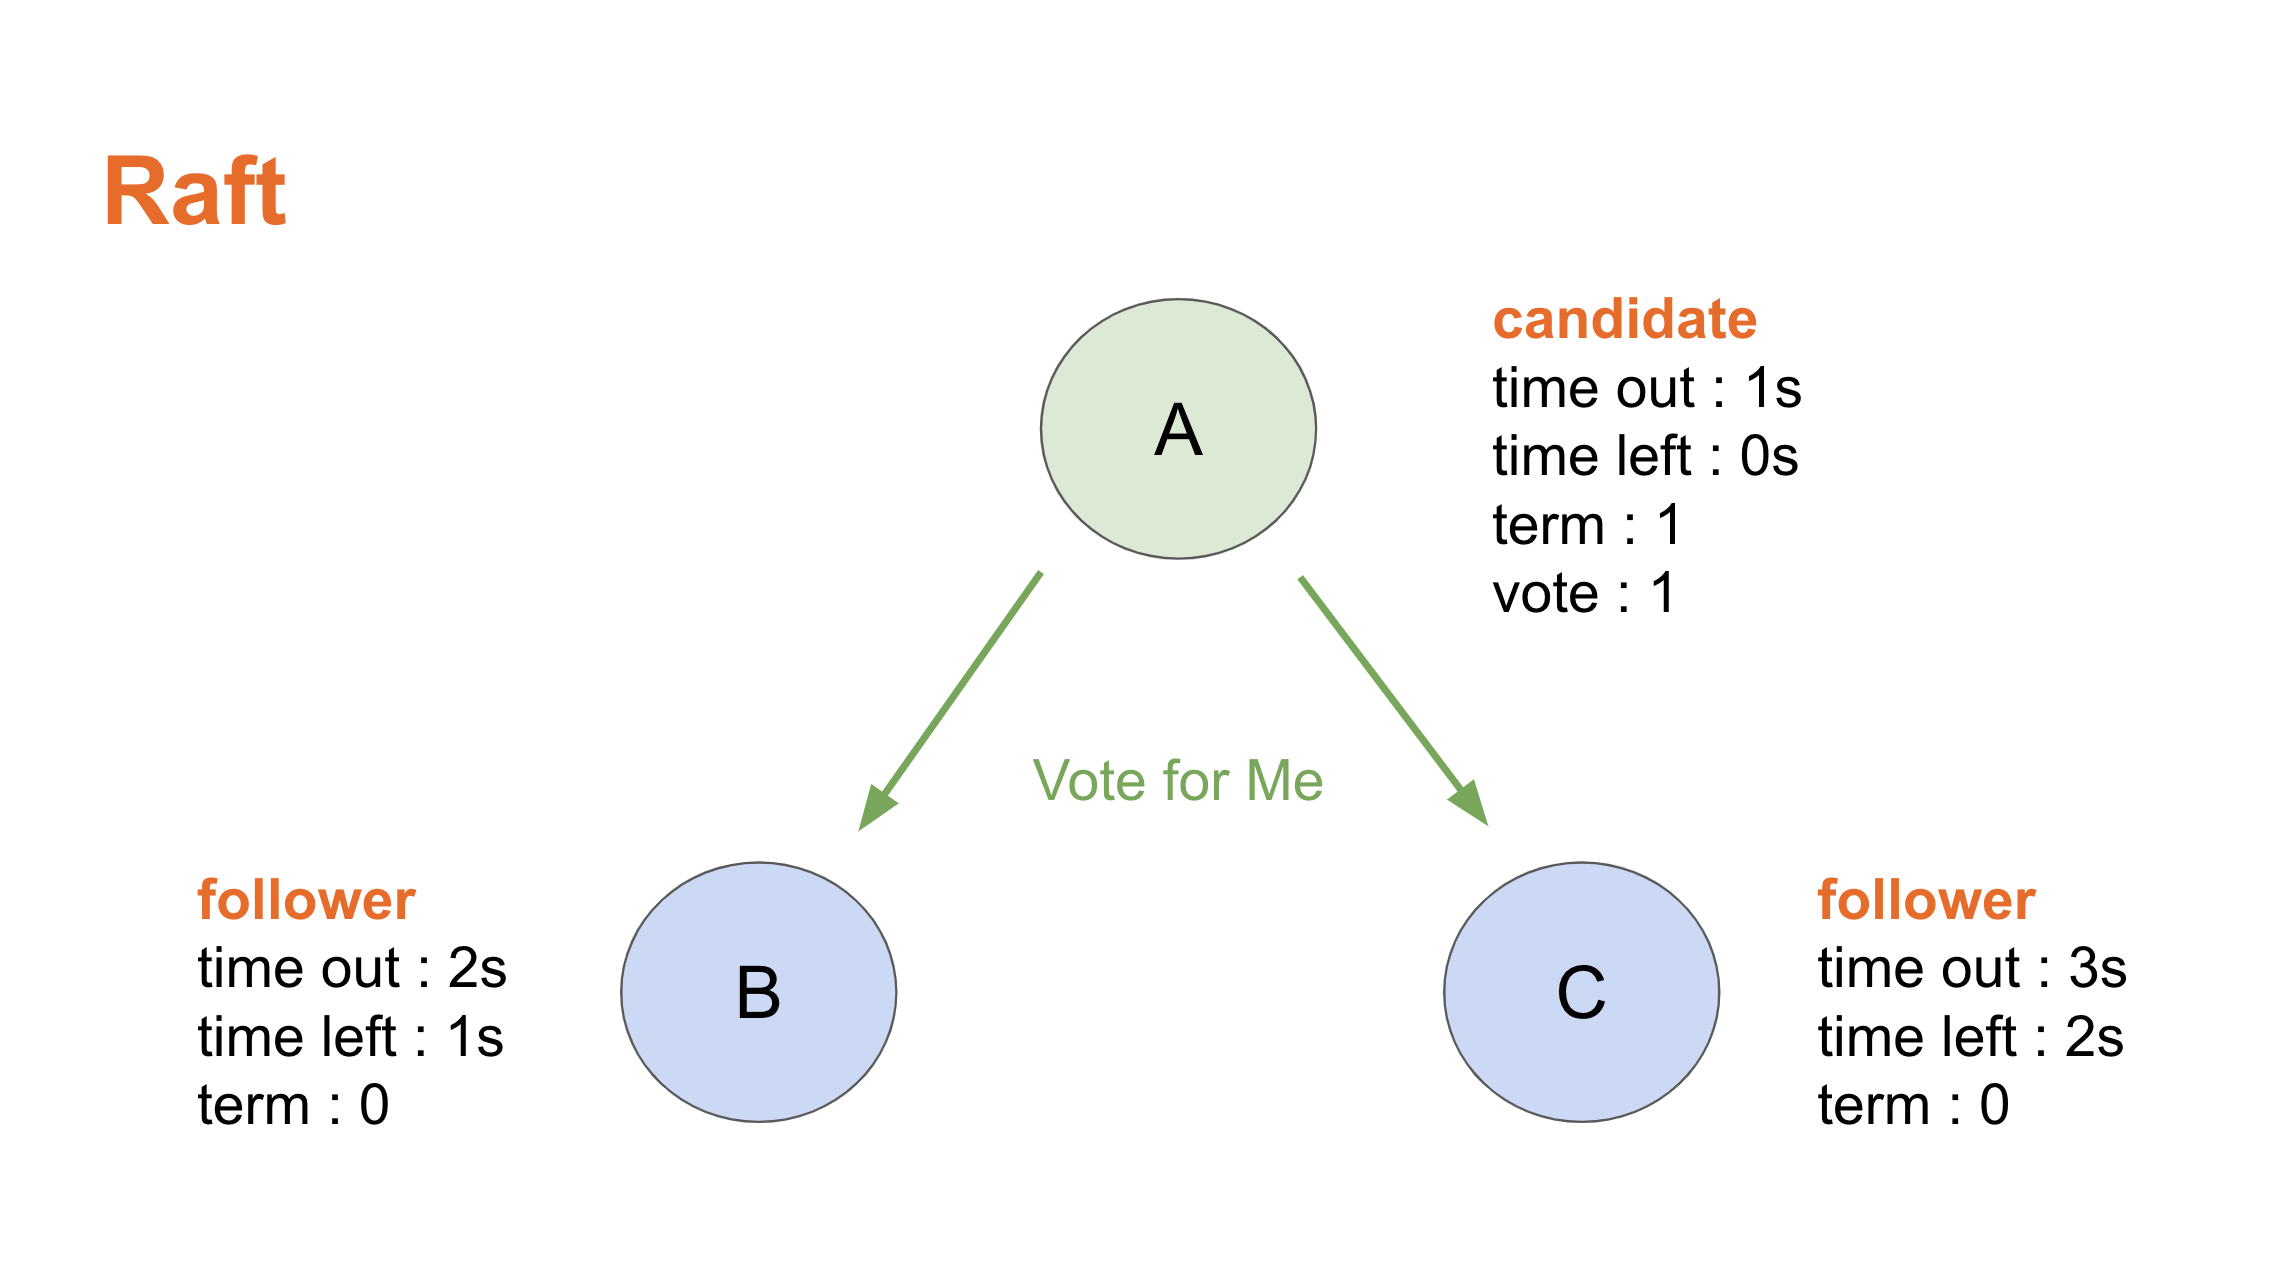 Raft
A
candidate
time out : 1s
time left : 0s
term : 1
vote : 1
Vote for Me
follower
time out : 2s
time left : 1s
term : 0
B
C
follower
time out : 3s
time left : 2s
term : 0